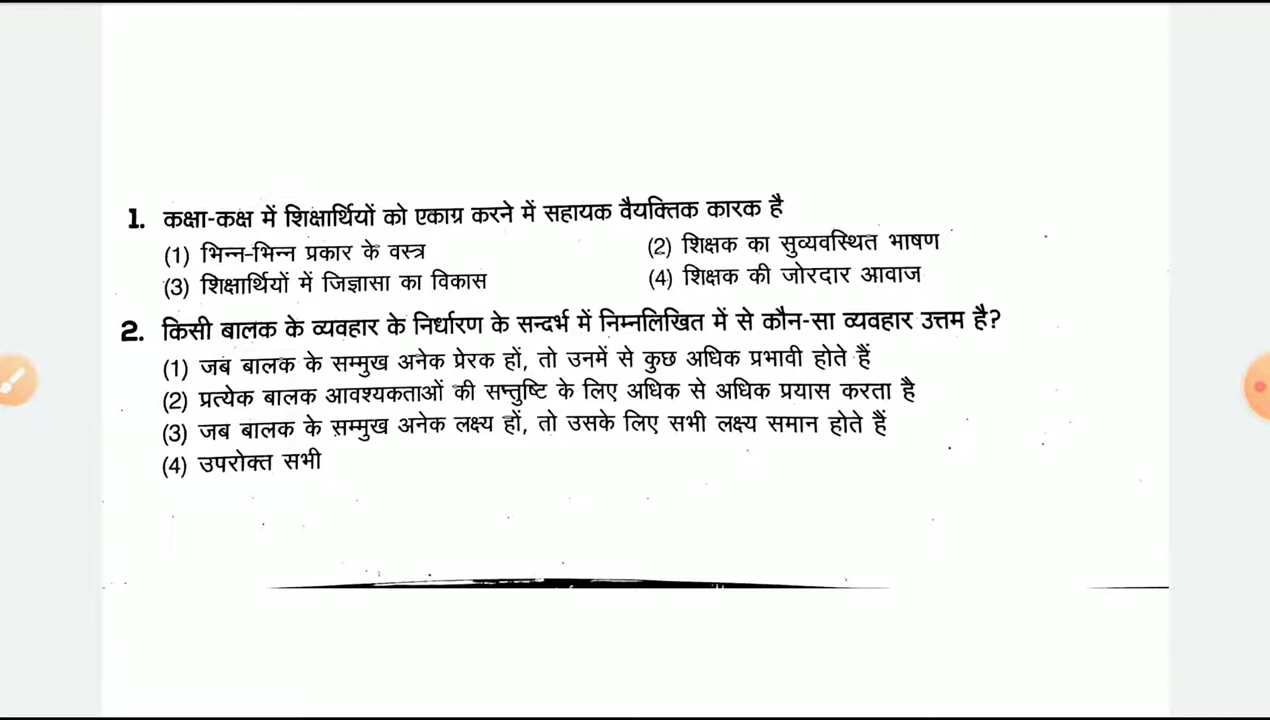 1. कक्षा-कक्ष में शिक्षार्थियों को एकाग्र करने में सहायक वैयक्तिक कारक है
(1) भिन्न-भिन्न प्रकार के वस्त्र (2) शिक्षक का सुव्यवस्थित भाषण
(3) शिक्षार्थियों में जिज्ञासा का विकास (4) शिक्षक की जोरदार आवाज
2. किसी बालक के व्यवहार के निर्धारण के सन्दर्भ में निम्नलिखित में से कौन-सा व्यवहार उत्तम है?
(1) जब बालक के सम्मुख अनेक प्रेरक हों, तो उनमें से कुछ अधिक प्रभावी होते हैं
(2) प्रत्येक बालक आवश्यकताओं की सन्तुष्टि के लिए अधिक से अधिक प्रयास करता है
(3) जब बालक के सम्मुख अनेक लक्ष्य हों, तो उसके लिए सभी लक्ष्य समान होते हैं
(4) उपरोक्त सभी